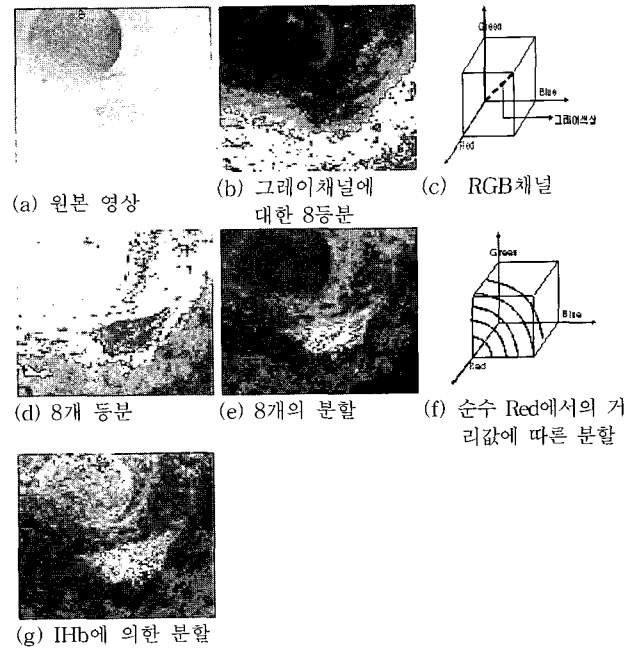 Green
Blue
그레이색상
Red
(a) 원본 영상
(b) 그레이채널에
대한 8등분
(c) RGB채널
Green
Blue
Red
(d) 8개 등분
(e) 8개의 분할
(f) 순수 Red에서의 거
리값에 따른 분할
(g) IHb에 의한 분할